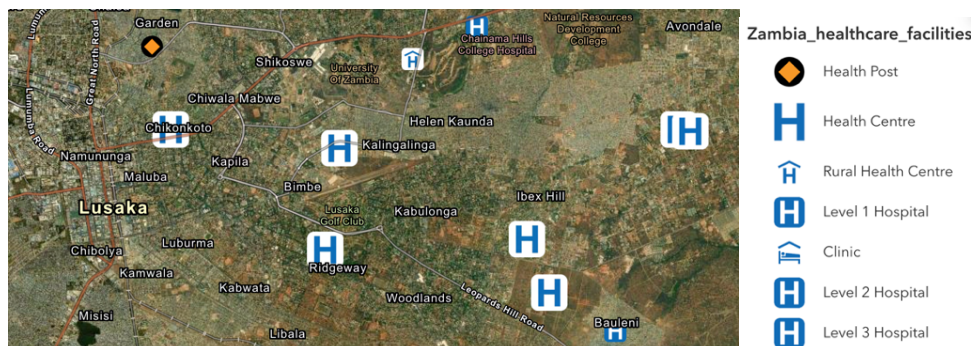 Garden
Natural Resources
Development
College
Avondale
Chainama Hills
College Hospital
Great North Road
Shikoswe
University
Of Zambia
Lumumba Road
Chiwala Mabwe
Helen Kaunda
Chikonkoto
Kalingalinga
Namununga
Kapila
Maluba
Bimbe
Ibex Hill
Lusaka
Lusaka
Golf Club
Kabulonga
Luburma
Chibolya
Ridgeway
Kamwala
Kabwata
Woodlands
Leopards Hill Road
Misisi
Libala
Bauleni
Zambia_healthcare_facilities
Health Post
H Health Centre
H Rural Health Centre
H Level 1 Hospital
Clinic
H Level 2 Hospital
H Level 3 Hospital